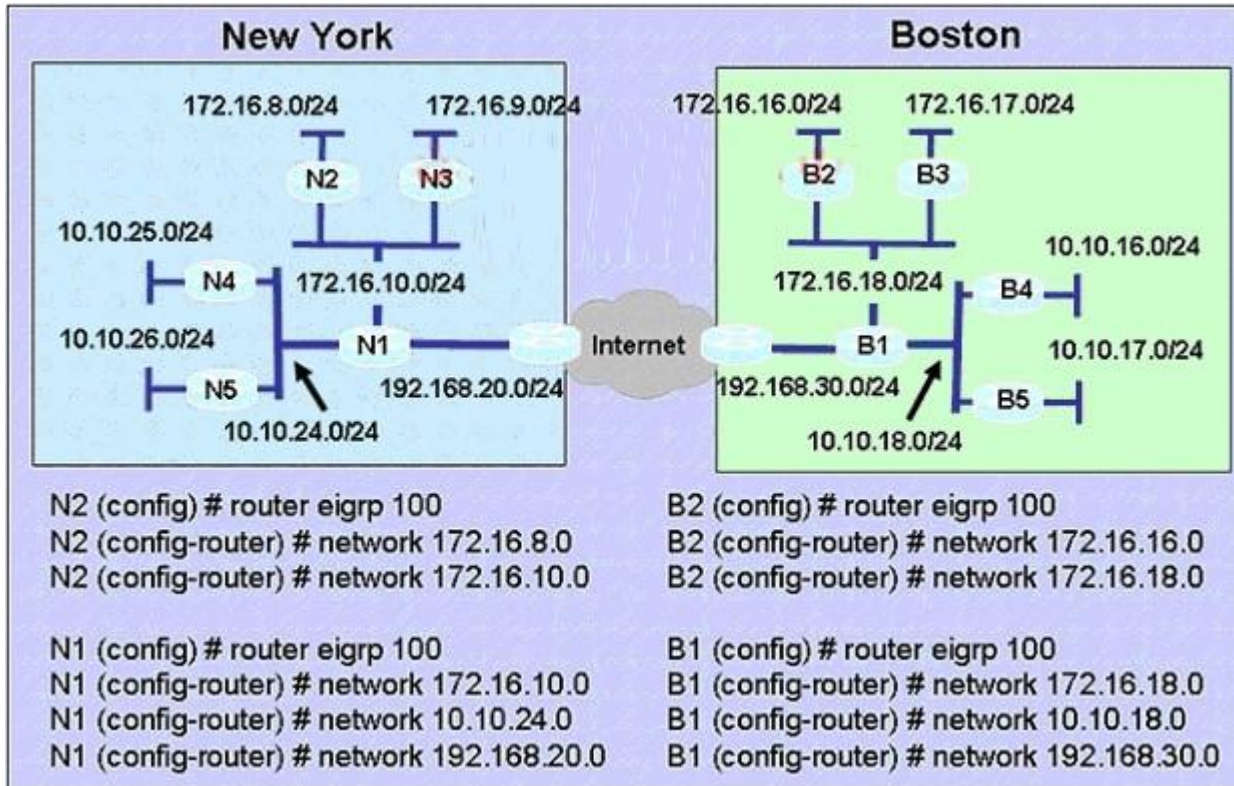 New York
Boston
172.16.8.0/24
172.16.9.0/24
172.16.16.0/24
172.16.17.0/24
N2
N3
B2
B3
10.10.25.0/24
10.10.16.0/24
N4
172.16.10.0/24
172.16.18.0/24
B4
10.10.26.0/24
N1
Internet
B1
10.10.17.0/24
N5
192.168.20.0/24
192.168.30.0/24
B5
10.10.24.0/24
10.10.18.0/24
N2 (config) # router eigrp 100
N2 (config-router) # network 172.16.8.0
N2 (config-router) # network 172.16.10.0
B2 (config) # router eigrp 100
B2 (config-router) # network 172.16.16.0
B2 (config-router) # network 172.16.18.0
N1 (config) # router eigrp 100
N1 (config-router) # network 172.16.10.0
N1 (config-router) # network 10.10.24.0
N1 (config-router) # network 192.168.20.0
B1 (config) # router eigrp 100
B1 (config-router) # network 172.16.18.0
B1 (config-router) # network 10.10.18.0
B1 (config-router) # network 192.168.30.0